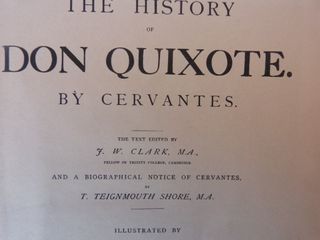 THE HISTORY
OF
DON QUIXOTE.
BY CERVANTES.
THE TEXT EDITED BY
J. W. CLARK, M.A.,
FELLOW OF TRINITY COLLEGE, CAMBRIDGE.
AND A BIOGRAPHICAL NOTICE OF CERVANTES,
BY
T. TEIGNMOUTH SHORE, M.A.
ILLUSTRATED BY